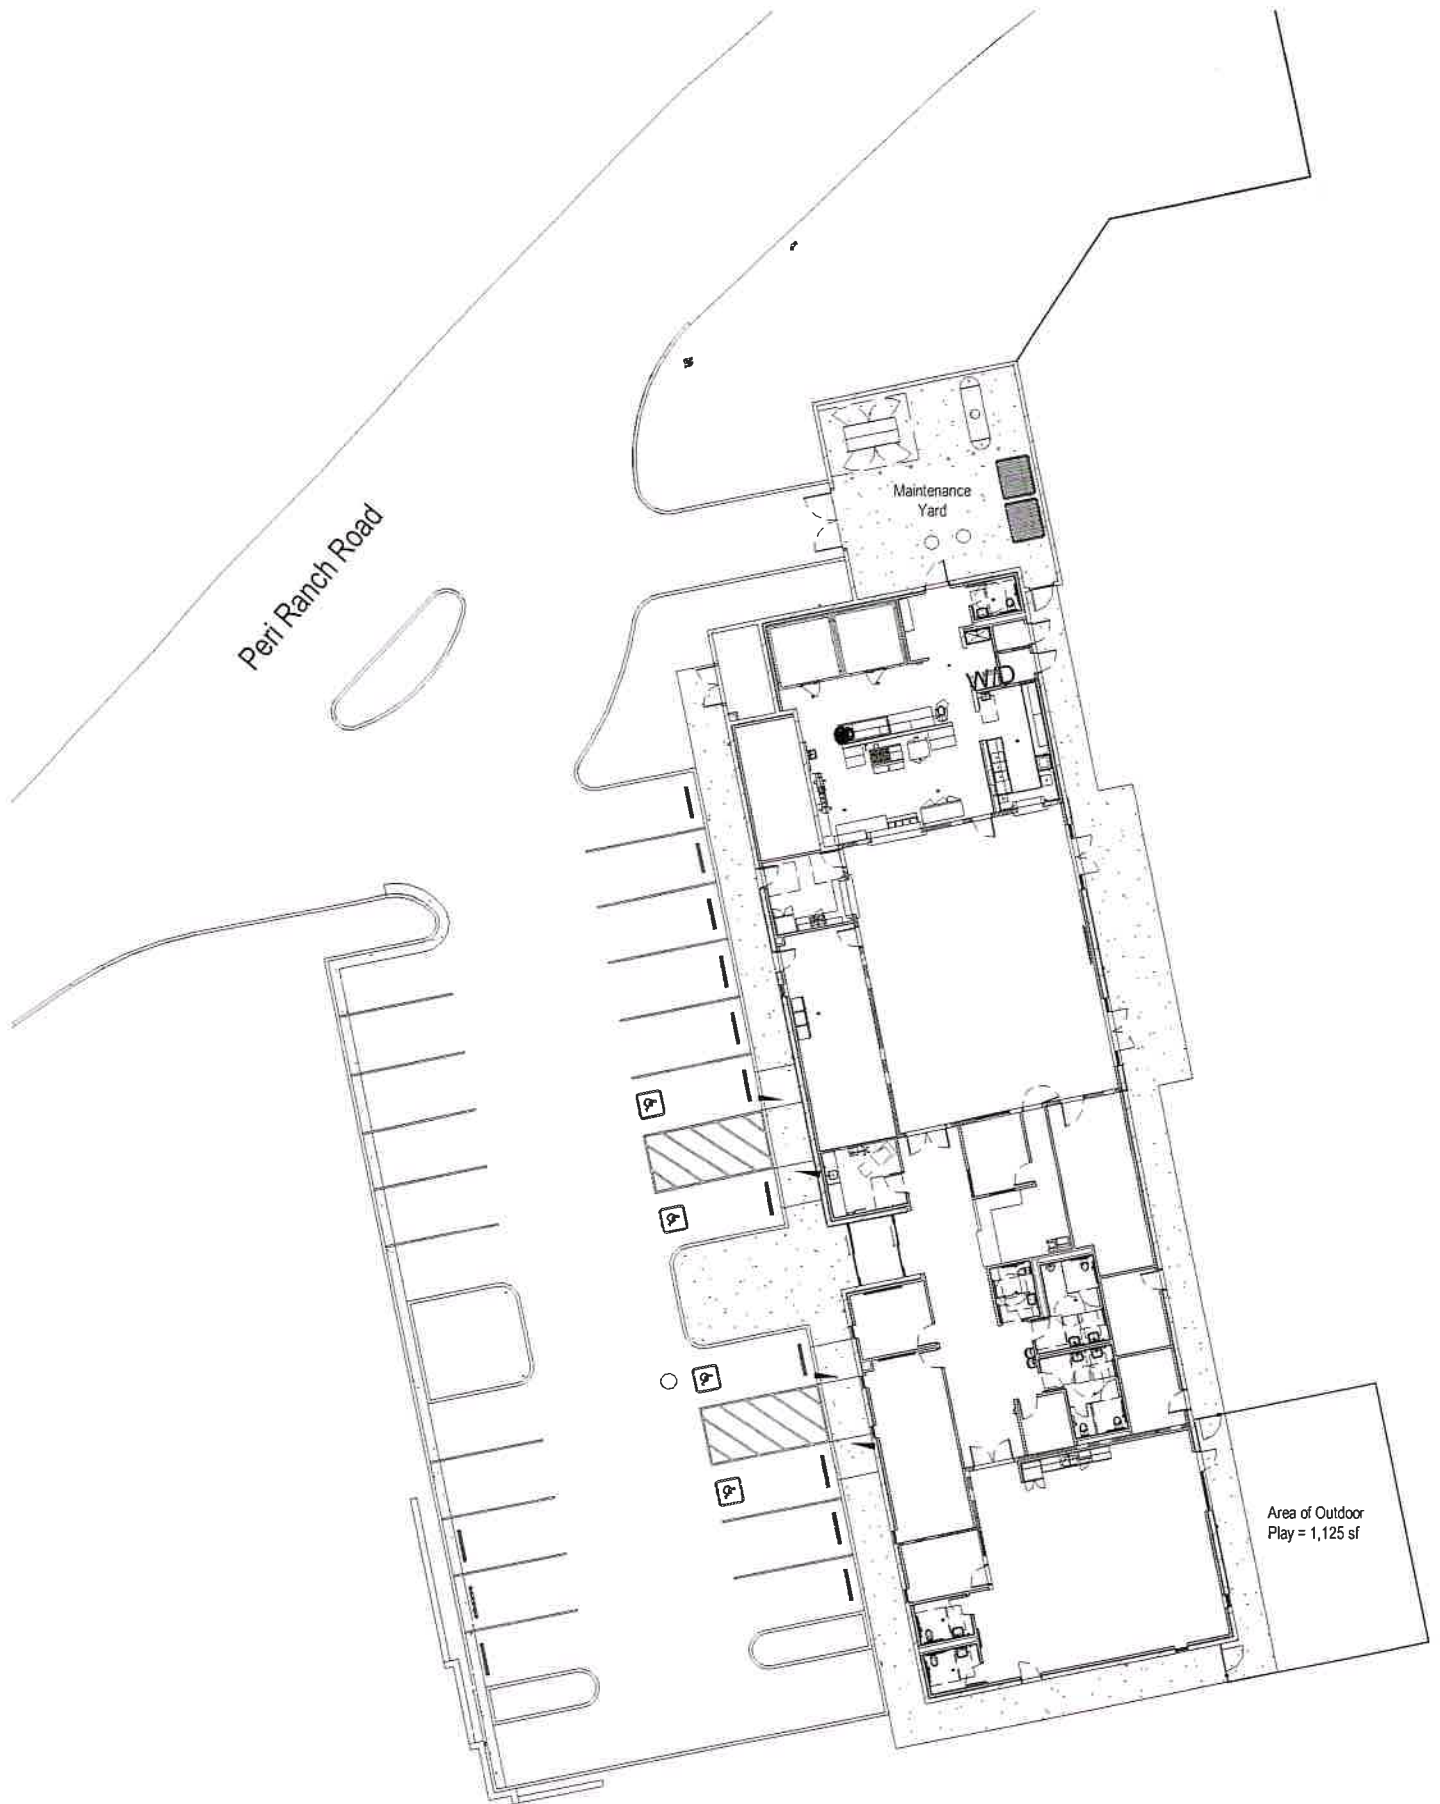 Peri Ranch Road
Maintenance
Yard
W/D
Area of Outdoor
Play = 1,125 sf